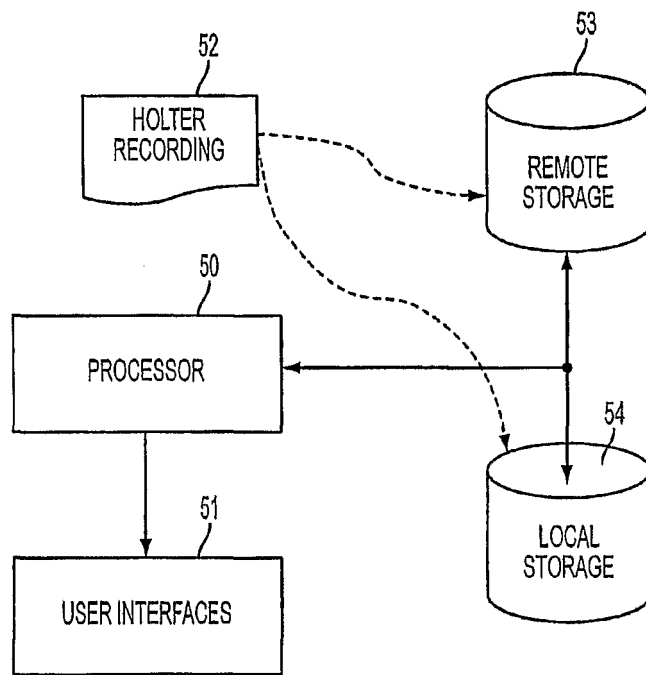 52
HOLTER
RECORDING
53
REMOTE
STORAGE
50
PROCESSOR
54
LOCAL
STORAGE
51
USER INTERFACES